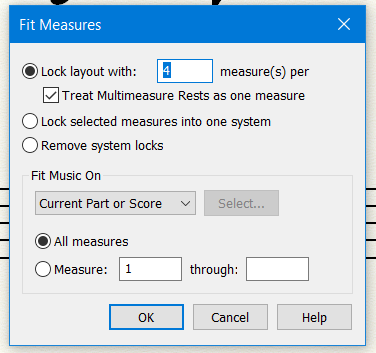 Fit Measures
Lock layout with: 4 measure(s) per
Treat Multimeasure Rests as one measure
Lock selected measures into one system
Remove system locks
Fit Music On
Current Part or Score Select...
All measures
Measure: 1 through:
OK Cancel Help